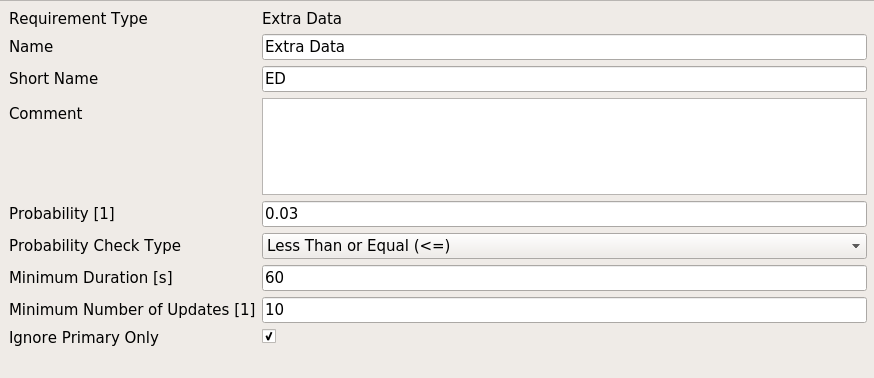 Requirement Type Extra Data
Name Extra Data
Short Name ED
Comment
Probability [1] 0.03
Probability Check Type Less Than or Equal (<=)
Minimum Duration [s] 60
Minimum Number of Updates [1] 10
Ignore Primary Only